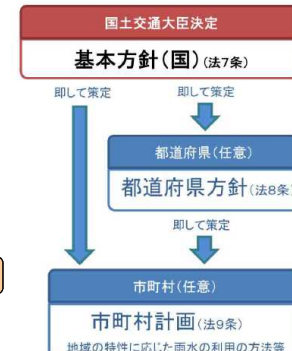 国土交通大臣決定
基本方針(国)(法7条)
即して策定 即して策定
都道府県(任意)
都道府県方針(法8条)
即して策定
市町村(任意)
市町村計画(法9条)
地域の特性に応じた雨水の利用の方法等